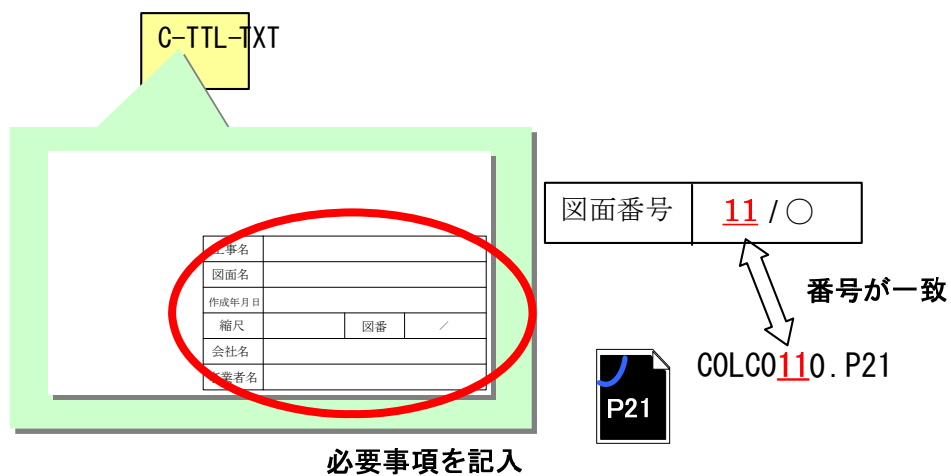 C-TTL-TXT
工事名
図面名
作成年月日
縮尺 図番 ／
会社名
事業者名
必要事項を記入
図面番号 11 / ○
番号が一致
COLC0110.P21
P21